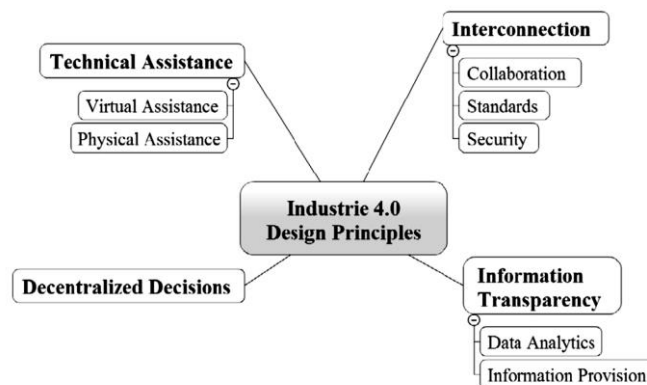 Technical Assistance
Virtual Assistance
Physical Assistance
Interconnection
Collaboration
Standards
Security
Industrie 4.0
Design Principles
Decentralized Decisions
Information
Transparency
Data Analytics
Information Provision